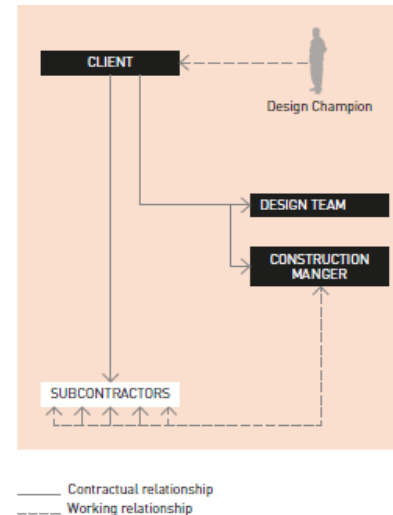 CLIENT
Design Champion
DESIGN TEAM
CONSTRUCTION
MANGER
SUBCONTRACTORS
Contractual relationship
Working relationship